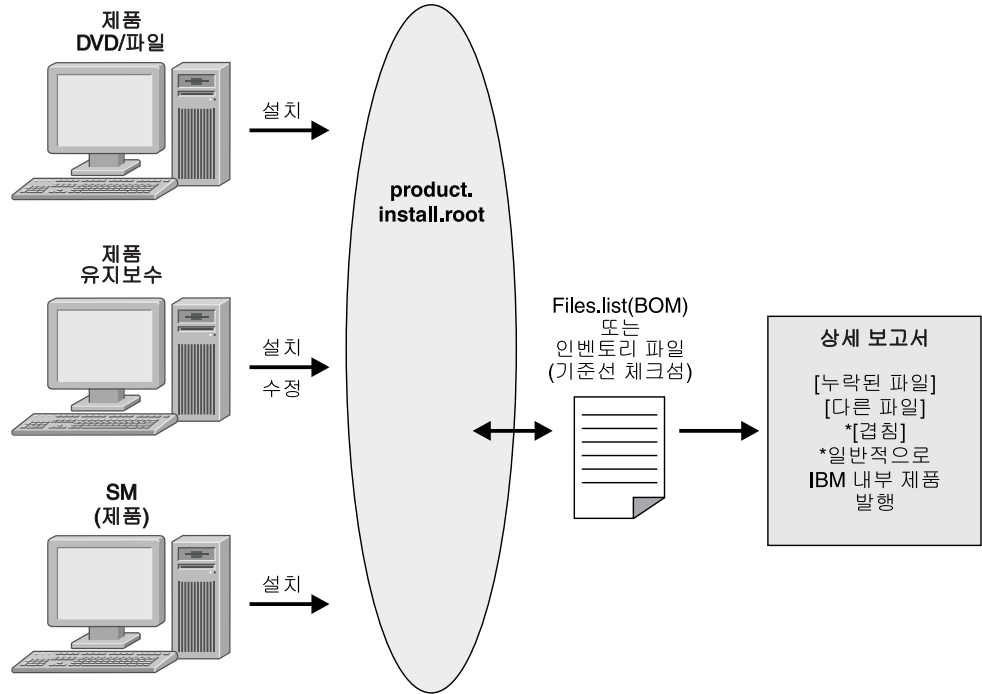 제품
DVD/파일
설치
product.
install.root
제품
유지보수
설치
수정
Files.list(BOM)
또는
인벤토리 파일
(기준선 체크섬)
상세 보고서
[누락된 파일]
[다른 파일]
*[겹침]
*일반적으로
IBM 내부 제품
발행
SM
(제품)
설치